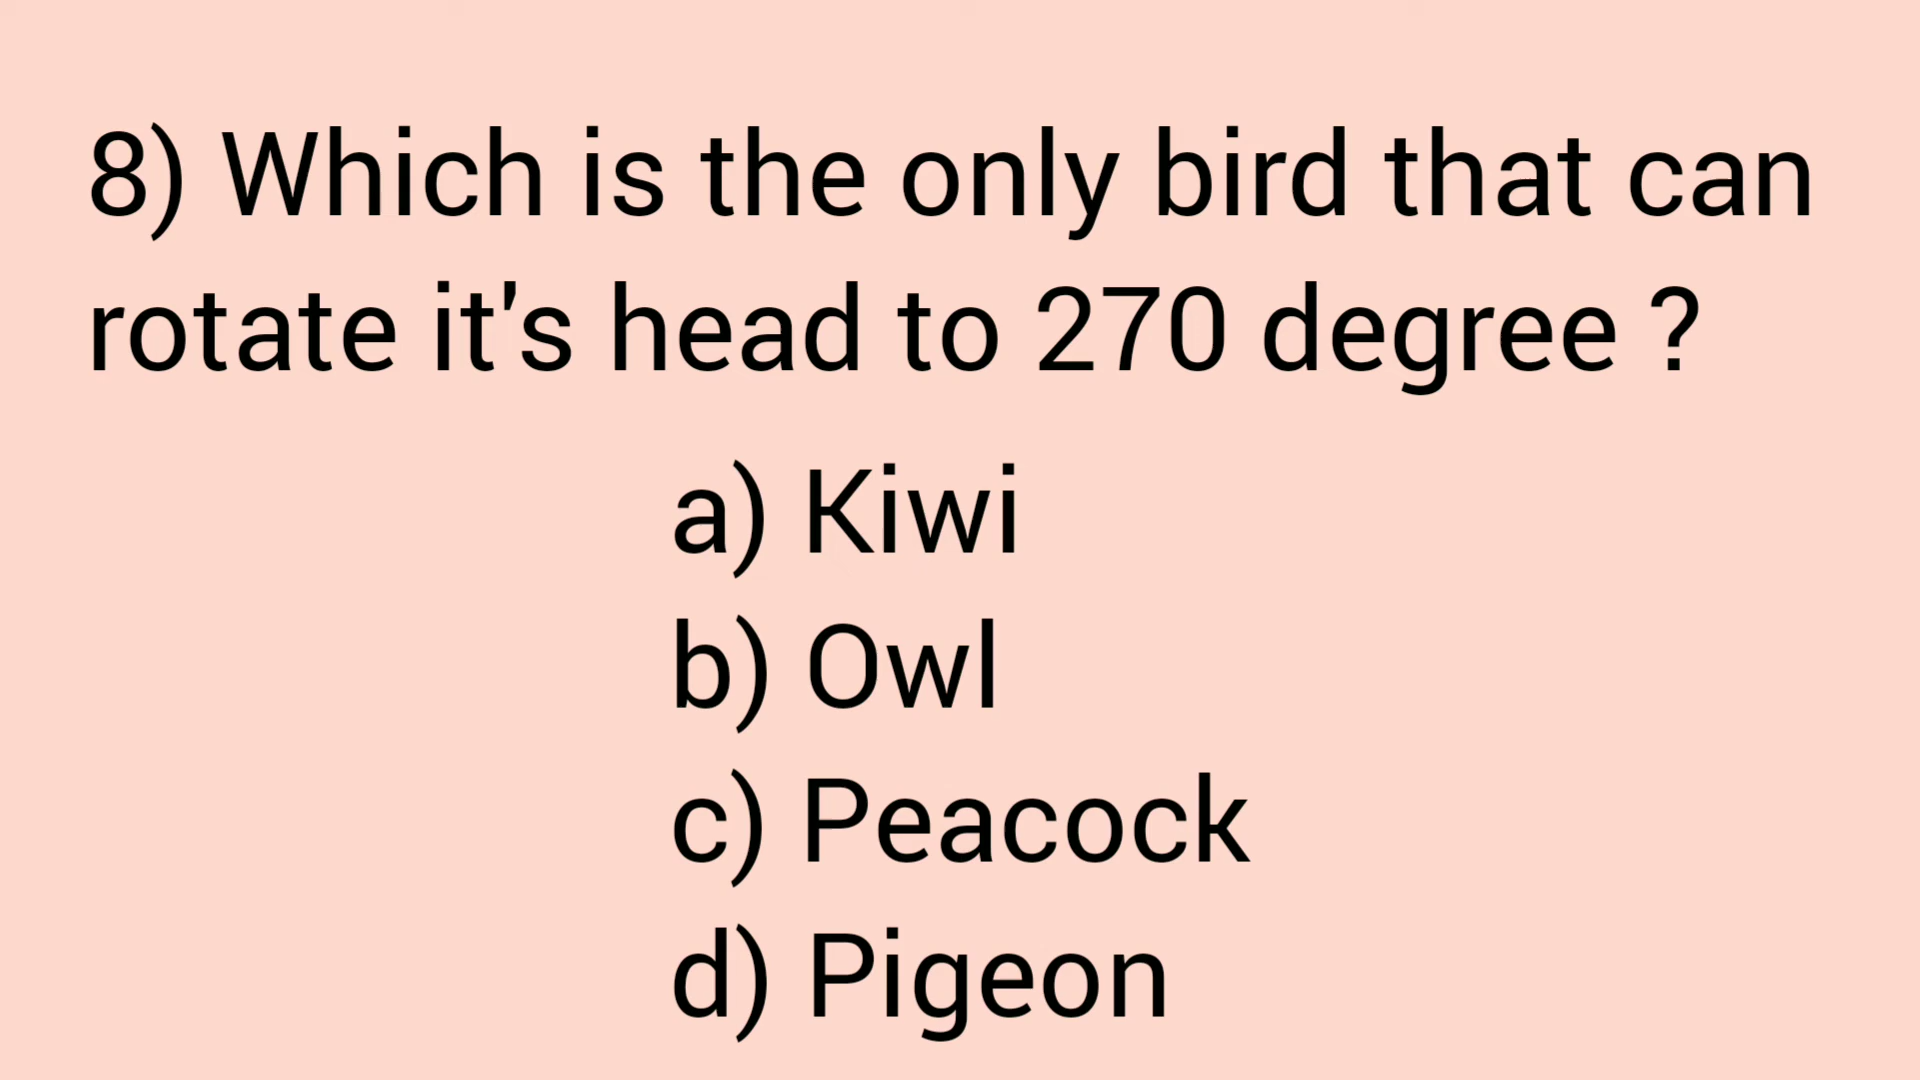 8) Which is the only bird that can
rotate it's head to 270 degree ?
a) Kiwi
b) Owl
c) Peacock
d) Pigeon